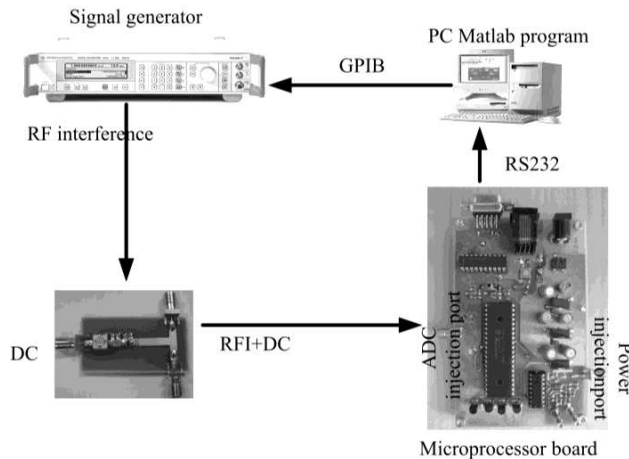 Signal generator
PC Matlab program
GPIB
RF interference
RS232
DC
RFI+DC
ADC
injection port
Power
injectionport
Microprocessor board